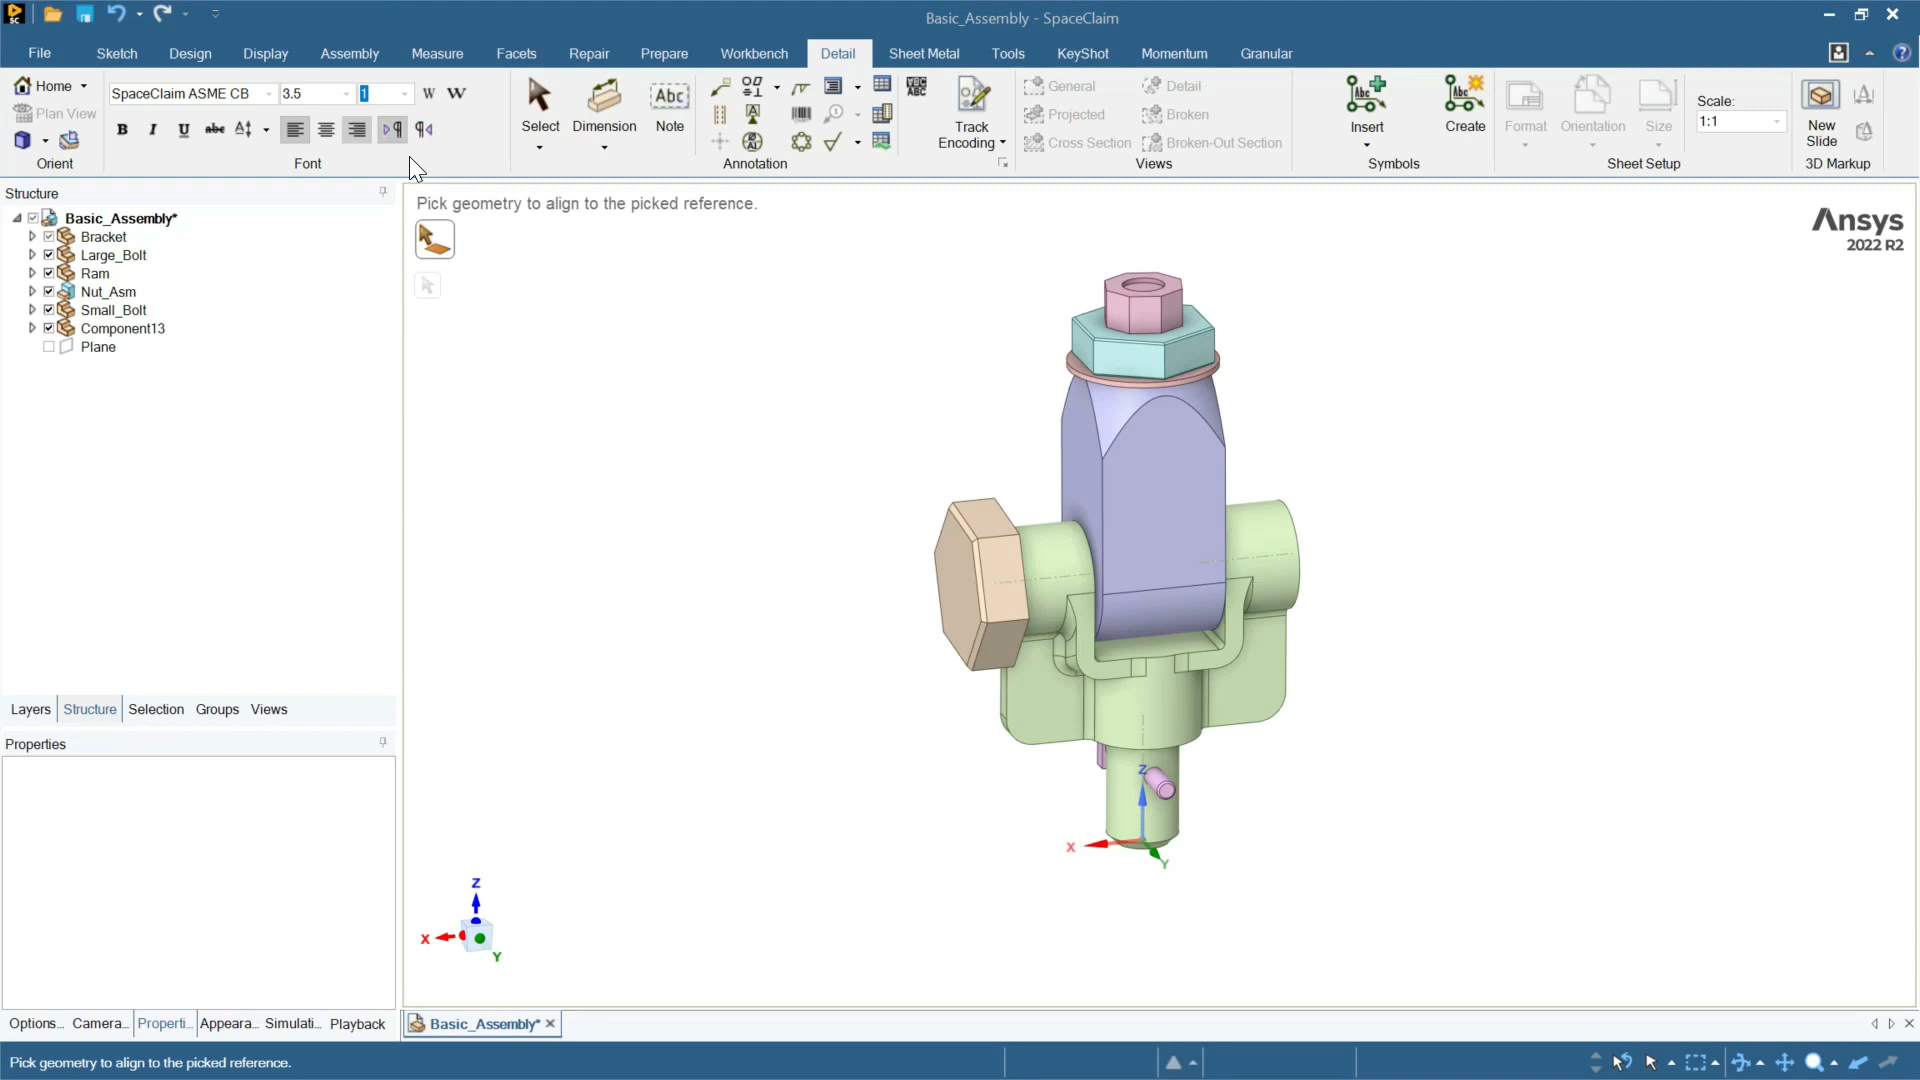 Basic_Assembly - SpaceClaim
File Sketch Design Display Assembly Measure Facets Repair Prepare Workbench Detail Sheet Metal Tools KeyShot Momentum Granular
Home
Plan View
Orient
SpaceClaim ASME CB 3.5 1 W W
B I U abc
Font
Select
Dimension
Abc
Note
Annotation
ABC
ABC
Track
Encoding
General Detail
Projected Broken
Cross Section Broken-Out Section
Views
Insert
Create
Symbols
Format
Orientation
Size
Scale:
1:1
Sheet Setup
New
Slide
3D Markup
Structure
Basic_Assembly*
Bracket
Large_Bolt
Ram
Nut_Asm
Small_Bolt
Component13
Plane
Pick geometry to align to the picked reference.
Ansys
2022 R2
Z
X
Y
Z
X
Y
Layers Structure Selection Groups Views
Properties
Options... Camera... Properti... Appeara... Simulati... Playback
Basic_Assembly*
Pick geometry to align to the picked reference.